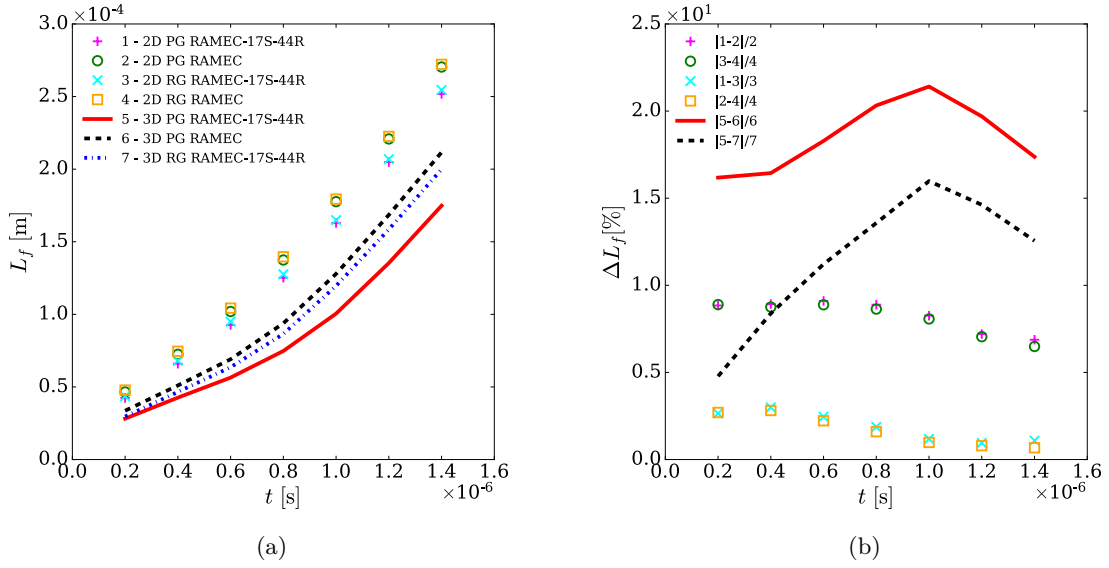 ×10⁻⁴
3.0
2.5
2.0
1.5
1.0
0.5
0.0
L_f [m]
1 - 2D PG RAMEC-17S-44R
2 - 2D PG RAMEC
3 - 2D RG RAMEC-17S-44R
4 - 2D RG RAMEC
5 - 3D PG RAMEC-17S-44R
6 - 3D PG RAMEC
7 - 3D RG RAMEC-17S-44R
0.0 0.2 0.4 0.6 0.8 1.0 1.2 1.4 1.6
t [s]
×10⁻⁶
(a)
×10¹
2.5
2.0
1.5
1.0
0.5
0.0
ΔL_f[%]
|1-2|/2
|3-4|/4
|1-3|/3
|2-4|/4
|5-6|/6
|5-7|/7
0.0 0.2 0.4 0.6 0.8 1.0 1.2 1.4 1.6
t [s]
×10⁻⁶
(b)